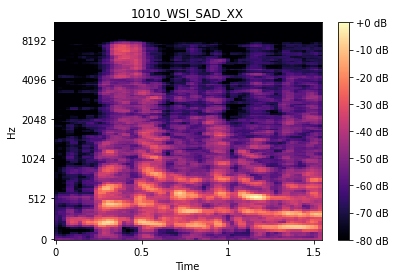 1010_WSI_SAD_XX
+0 dB
8192
-10 dB
4096
-20 dB
-30 dB
2048
-40 dB
Hz
1024
-50 dB
512
-60 dB
-70 dB
0
-80 dB
0 0.5 1 1.5
Time